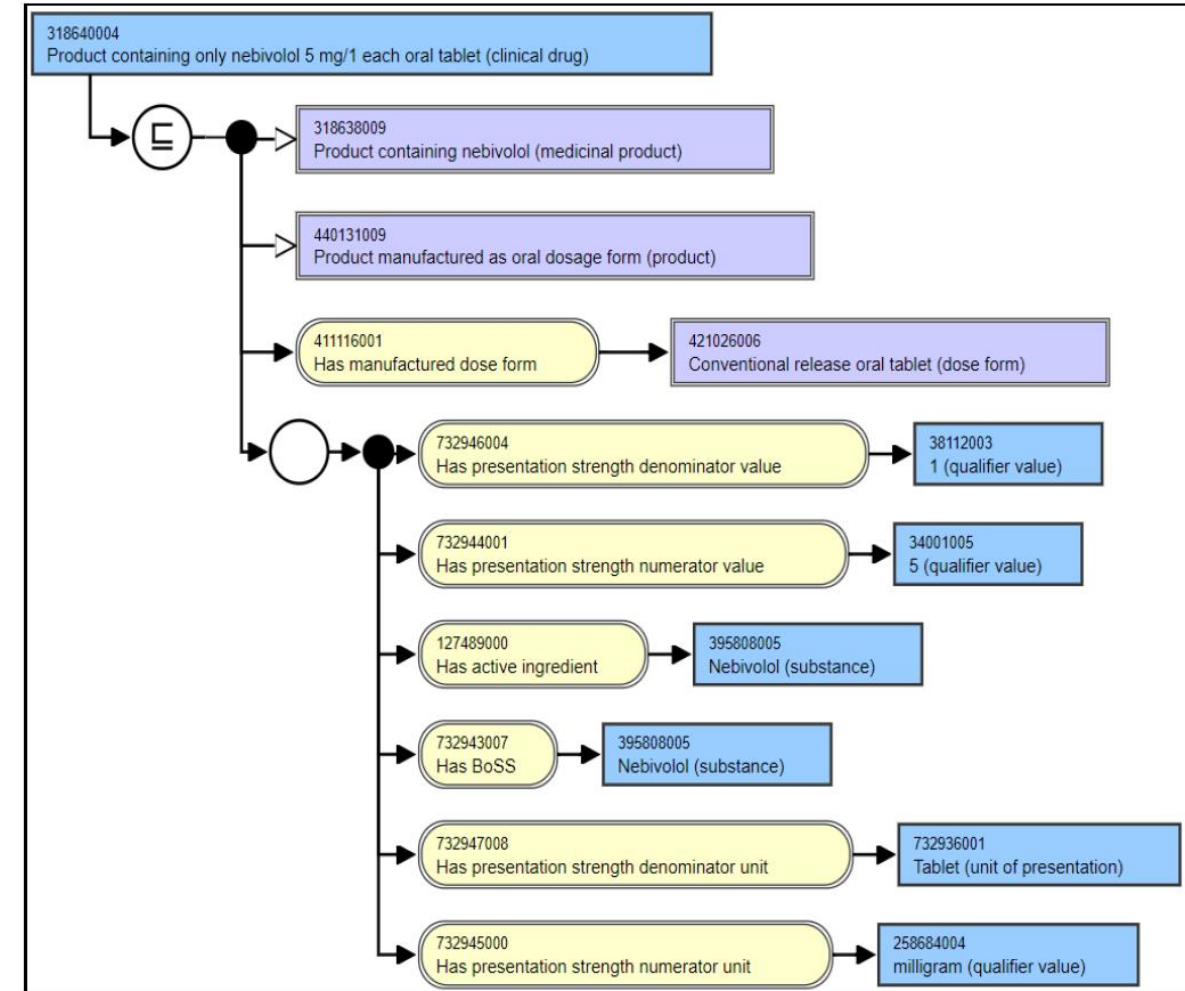 318640004
Product containing only nebivolol 5 mg/1 each oral tablet (clinical drug)
⊑
318638009
Product containing nebivolol (medicinal product)
440131009
Product manufactured as oral dosage form (product)
411116001
Has manufactured dose form
421026006
Conventional release oral tablet (dose form)
732946004
Has presentation strength denominator value
38112003
1 (qualifier value)
732944001
Has presentation strength numerator value
34001005
5 (qualifier value)
127489000
Has active ingredient
395808005
Nebivolol (substance)
732943007
Has BoSS
395808005
Nebivolol (substance)
732947008
Has presentation strength denominator unit
732936001
Tablet (unit of presentation)
732945000
Has presentation strength numerator unit
258684004
milligram (qualifier value)